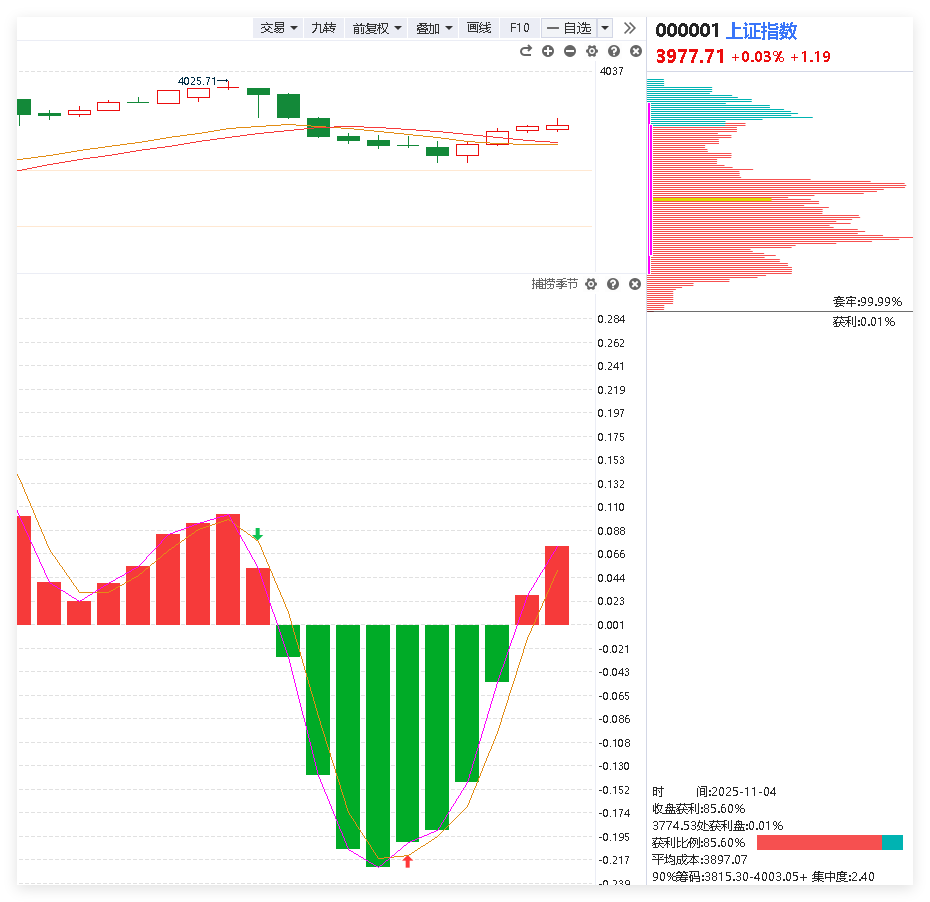 交易 九转 前复权 叠加 画线 F10 一 自选
000001 上证指数
3977.71 +0.03% +1.19
4037
4025.71→
套牢:99.99%
获利:0.01%
捕捞季节
0.284
0.262
0.241
0.219
0.197
0.175
0.153
0.132
0.110
0.088
0.066
0.044
0.023
0.001
-0.021
-0.043
-0.065
-0.086
-0.108
-0.130
-0.152
-0.174
-0.195
-0.217
-0.239
时 间:2025-11-04
收盘获利:85.60%
3774.53处获利盘:0.01%
获利比例:85.60%
平均成本:3897.07
90%筹码:3815.30-4003.05+ 集中度:2.40